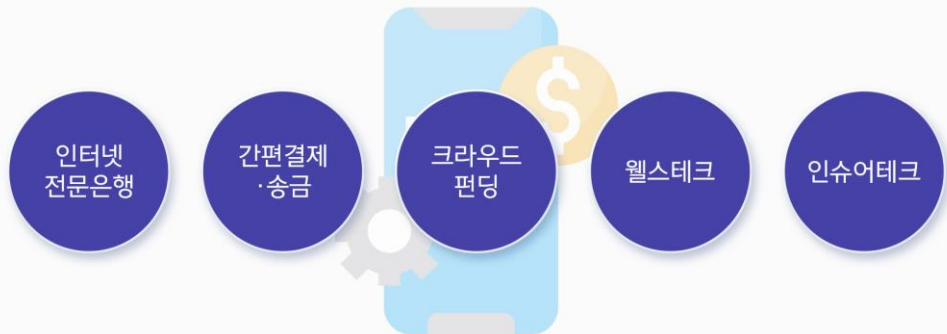 인터넷
전문은행
간편결제
·송금
크라우드
펀딩
웰스테크
인슈어테크
$